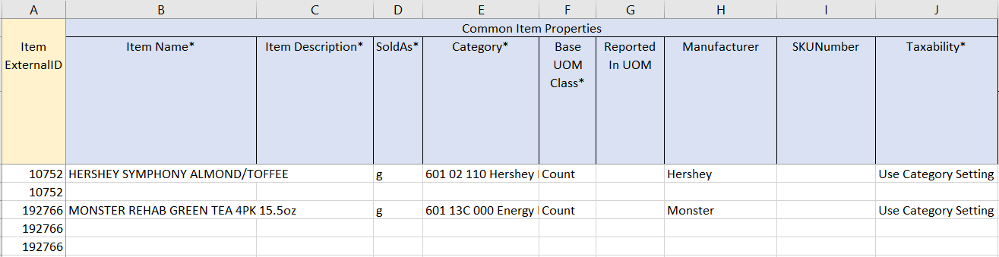 A B C D E F G H I J
Common Item Properties
Item ExternalID Item Name* Item Description* SoldAs* Category* Base UOM Class* Reported In UOM Manufacturer SKUNumber Taxability*
10752 HERSHEY SYMPHONY ALMOND/TOFFEE g 601 02 110 Hershey Count Hershey Use Category Setting
10752
192766 MONSTER REHAB GREEN TEA 4PK 15.5oz g 601 13C 000 Energy Count Monster Use Category Setting
192766
192766